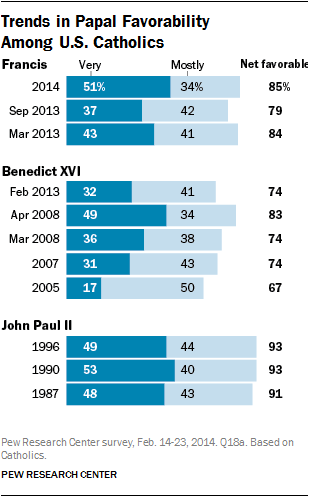 Trends in Papal Favorability
Among U.S. Catholics
Francis Very Mostly Net favorable
2014 51% 34% 85%
Sep 2013 37 42 79
Mar 2013 43 41 84
Benedict XVI
Feb 2013 32 41 74
Apr 2008 49 34 83
Mar 2008 36 38 74
2007 31 43 74
2005 17 50 67
John Paul II
1996 49 44 93
1990 53 40 93
1987 48 43 91
Pew Research Center survey, Feb. 14-23, 2014. Q18a. Based on
Catholics.
PEW RESEARCH CENTER